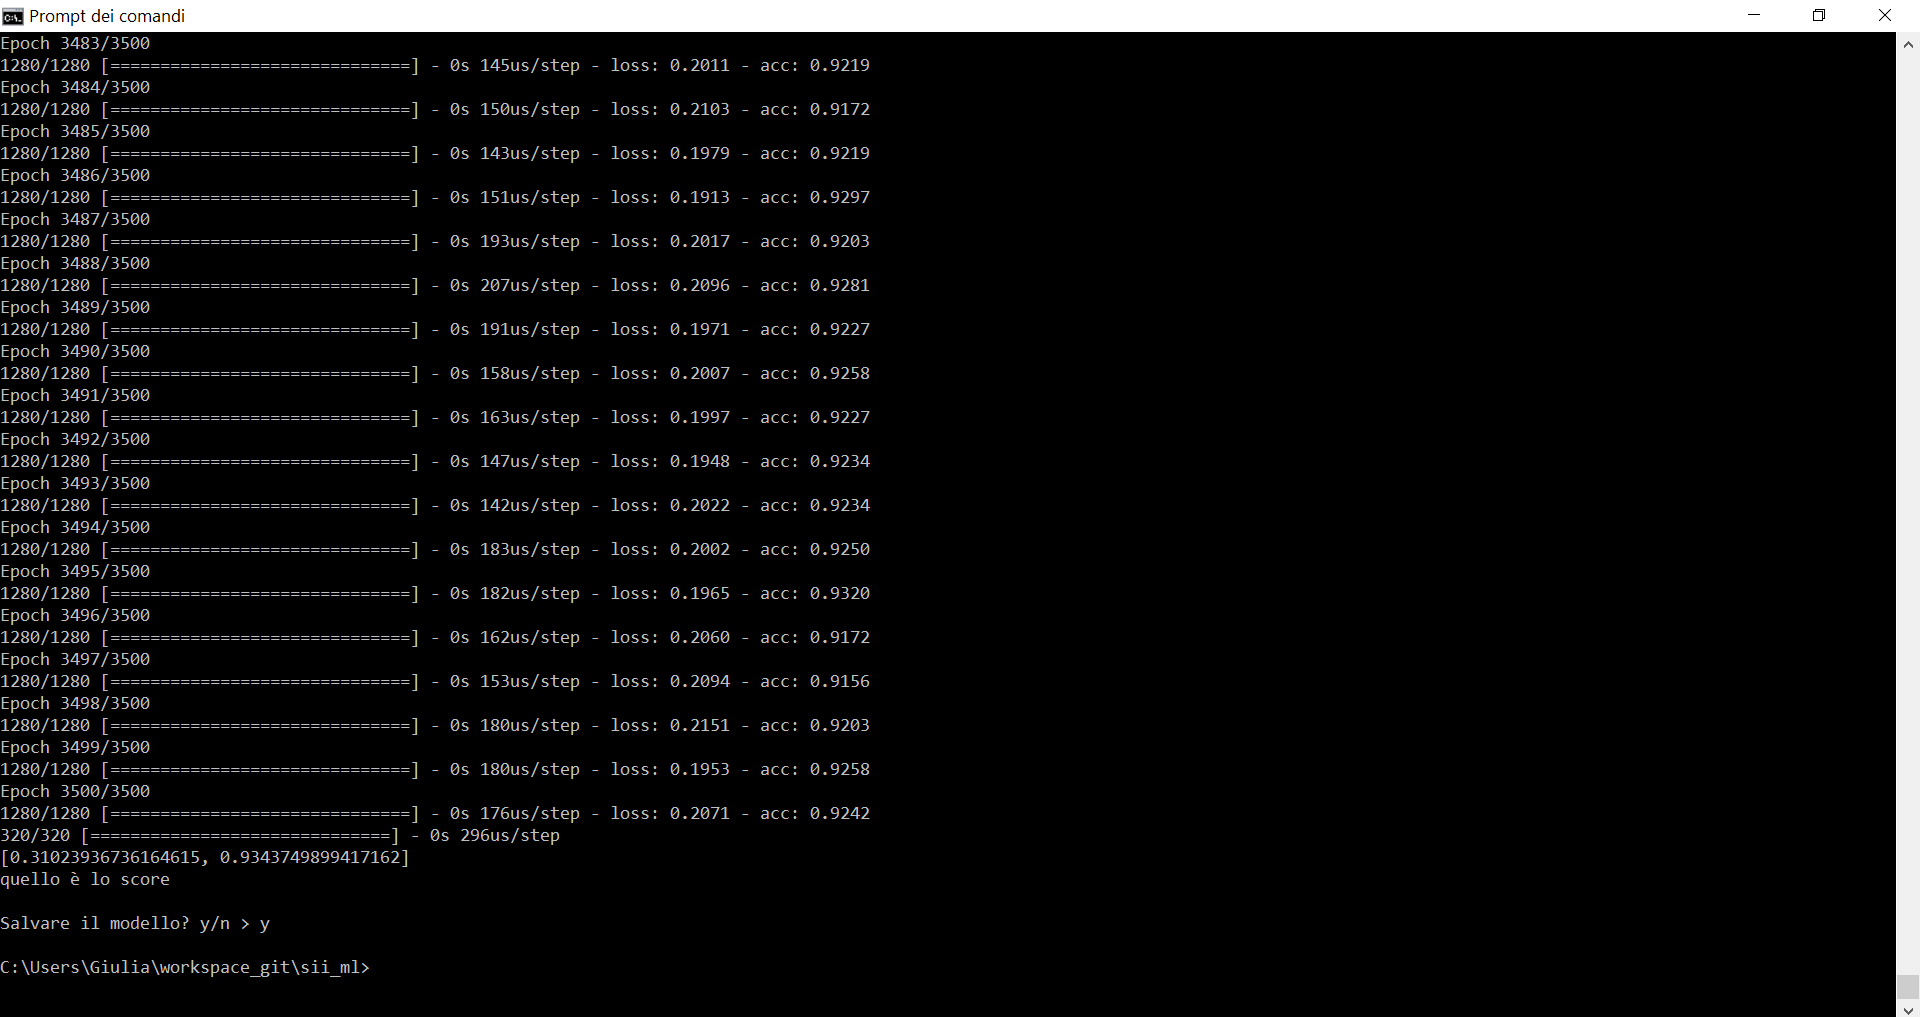 Prompt dei comandi
Epoch 3483/3500
1280/1280 [==============================] - 0s 145us/step - loss: 0.2011 - acc: 0.9219
Epoch 3484/3500
1280/1280 [==============================] - 0s 150us/step - loss: 0.2103 - acc: 0.9172
Epoch 3485/3500
1280/1280 [==============================] - 0s 143us/step - loss: 0.1979 - acc: 0.9219
Epoch 3486/3500
1280/1280 [==============================] - 0s 151us/step - loss: 0.1913 - acc: 0.9297
Epoch 3487/3500
1280/1280 [==============================] - 0s 193us/step - loss: 0.2017 - acc: 0.9203
Epoch 3488/3500
1280/1280 [==============================] - 0s 207us/step - loss: 0.2096 - acc: 0.9281
Epoch 3489/3500
1280/1280 [==============================] - 0s 191us/step - loss: 0.1971 - acc: 0.9227
Epoch 3490/3500
1280/1280 [==============================] - 0s 158us/step - loss: 0.2007 - acc: 0.9258
Epoch 3491/3500
1280/1280 [==============================] - 0s 163us/step - loss: 0.1997 - acc: 0.9227
Epoch 3492/3500
1280/1280 [==============================] - 0s 147us/step - loss: 0.1948 - acc: 0.9234
Epoch 3493/3500
1280/1280 [==============================] - 0s 142us/step - loss: 0.2022 - acc: 0.9234
Epoch 3494/3500
1280/1280 [==============================] - 0s 183us/step - loss: 0.2002 - acc: 0.9250
Epoch 3495/3500
1280/1280 [==============================] - 0s 182us/step - loss: 0.1965 - acc: 0.9320
Epoch 3496/3500
1280/1280 [==============================] - 0s 162us/step - loss: 0.2060 - acc: 0.9172
Epoch 3497/3500
1280/1280 [==============================] - 0s 153us/step - loss: 0.2094 - acc: 0.9156
Epoch 3498/3500
1280/1280 [==============================] - 0s 180us/step - loss: 0.2151 - acc: 0.9203
Epoch 3499/3500
1280/1280 [==============================] - 0s 180us/step - loss: 0.1953 - acc: 0.9258
Epoch 3500/3500
1280/1280 [==============================] - 0s 176us/step - loss: 0.2071 - acc: 0.9242
320/320 [==============================] - 0s 296us/step
[0.31023936736164615, 0.9343749899417162]
quello è lo score
Salvare il modello? y/n > y
C:\Users\Giulia\workspace_git\sii_ml>